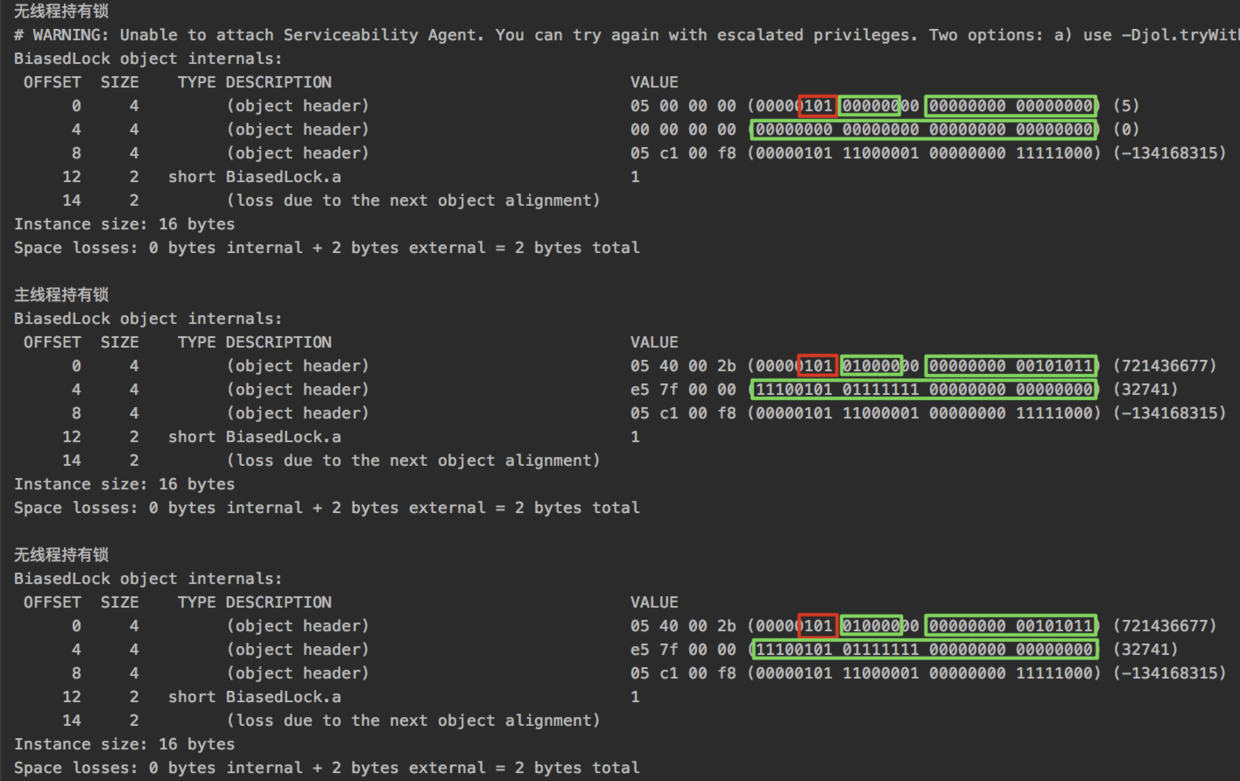 无线程持有锁
# WARNING: Unable to attach Serviceability Agent. You can try again with escalated privileges. Two options: a) use -Djol.tryWit
BiasedLock object internals:
OFFSET  SIZE    TYPE DESCRIPTION                               VALUE
0     4         (object header)                           05 00 00 00 (00000101 00000000 00000000 00000000) (5)
4     4         (object header)                           00 00 00 00 (00000000 00000000 00000000 00000000) (0)
8     4         (object header)                           05 c1 00 f8 (00000101 11000001 00000000 11111000) (-134168315)
12     2   short BiasedLock.a                              1
14     2         (loss due to the next object alignment)
Instance size: 16 bytes
Space losses: 0 bytes internal + 2 bytes external = 2 bytes total
主线程持有锁
BiasedLock object internals:
OFFSET  SIZE    TYPE DESCRIPTION                               VALUE
0     4         (object header)                           05 40 00 2b (00000101 01000000 00000000 00101011) (721436677)
4     4         (object header)                           e5 7f 00 00 (11100101 01111111 00000000 00000000) (32741)
8     4         (object header)                           05 c1 00 f8 (00000101 11000001 00000000 11111000) (-134168315)
12     2   short BiasedLock.a                              1
14     2         (loss due to the next object alignment)
Instance size: 16 bytes
Space losses: 0 bytes internal + 2 bytes external = 2 bytes total
无线程持有锁
BiasedLock object internals:
OFFSET  SIZE    TYPE DESCRIPTION                               VALUE
0     4         (object header)                           05 40 00 2b (00000101 01000000 00000000 00101011) (721436677)
4     4         (object header)                           e5 7f 00 00 (11100101 01111111 00000000 00000000) (32741)
8     4         (object header)                           05 c1 00 f8 (00000101 11000001 00000000 11111000) (-134168315)
12     2   short BiasedLock.a                              1
14     2         (loss due to the next object alignment)
Instance size: 16 bytes
Space losses: 0 bytes internal + 2 bytes external = 2 bytes total